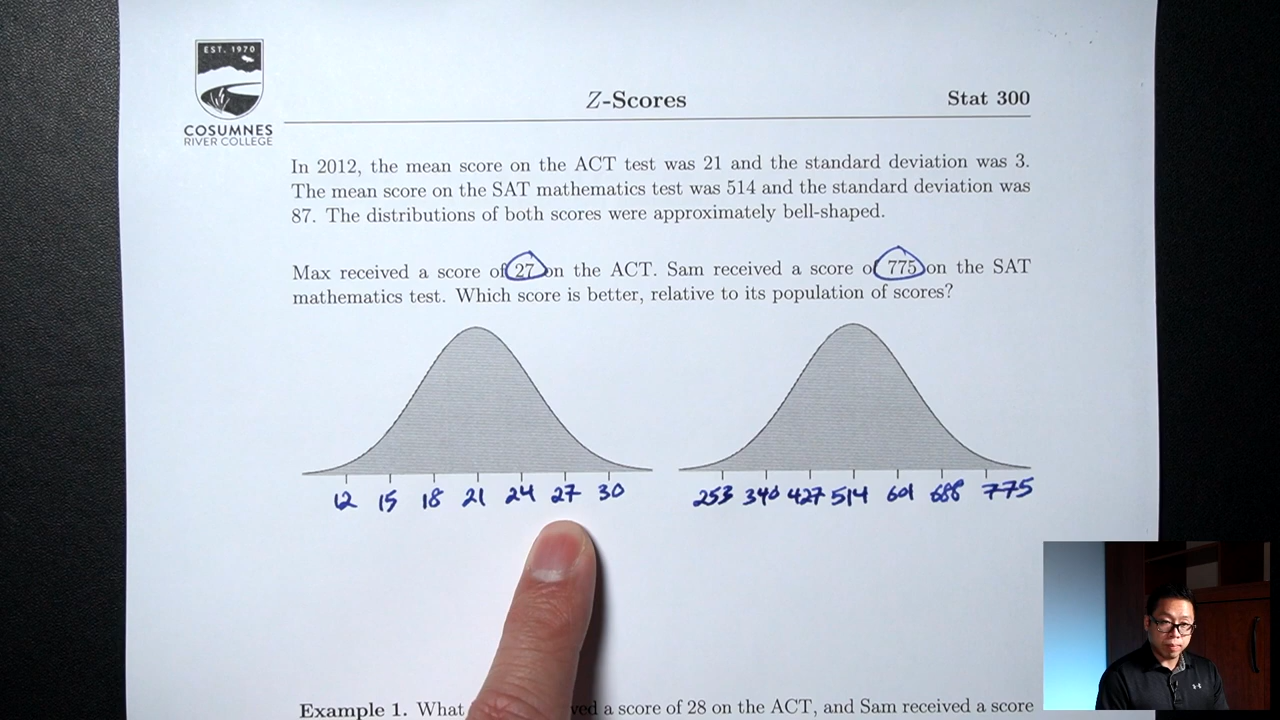 EST. 1970
COSUMNES
RIVER COLLEGE
Z-Scores
Stat 300
In 2012, the mean score on the ACT test was 21 and the standard deviation was 3.
The mean score on the SAT mathematics test was 514 and the standard deviation was
87. The distributions of both scores were approximately bell-shaped.
Max received a score of 27 on the ACT. Sam received a score of 775 on the SAT
mathematics test. Which score is better, relative to its population of scores?
12 15 18 21 24 27 30
253 340 427 514 601 688 775
Example 1. What a score of 28 on the ACT, and Sam received a score